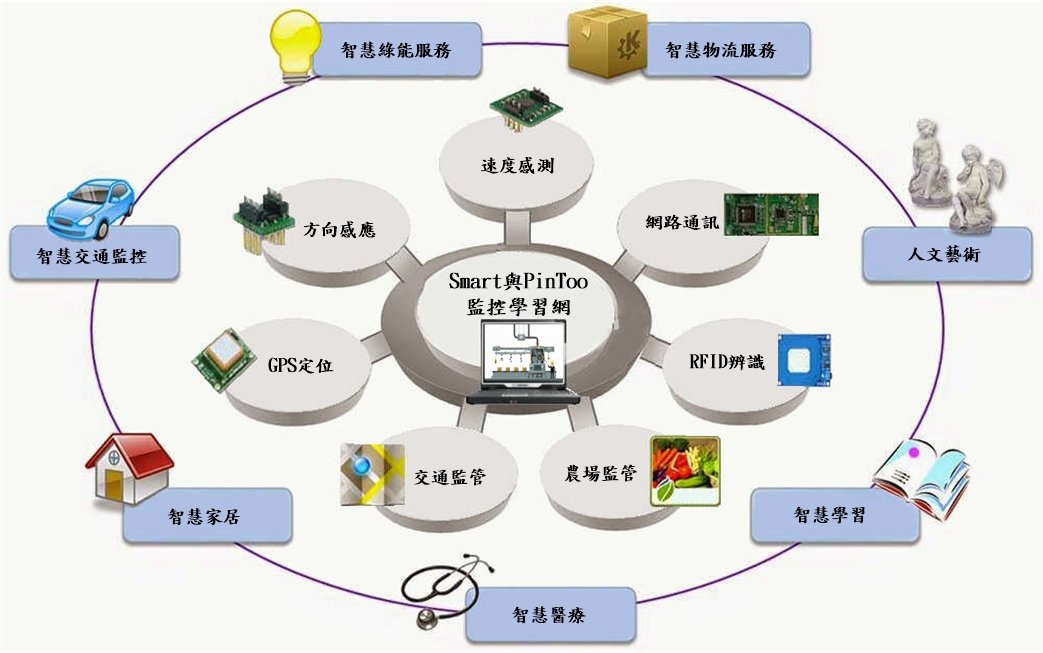 智慧綠能服務
智慧物流服務
速度感測
方向感應
網路通訊
智慧交通監控
人文藝術
Smart與PinToo
監控學習網
GPS定位
RFID辨識
交通監管
農場監管
智慧家居
智慧學習
智慧醫療